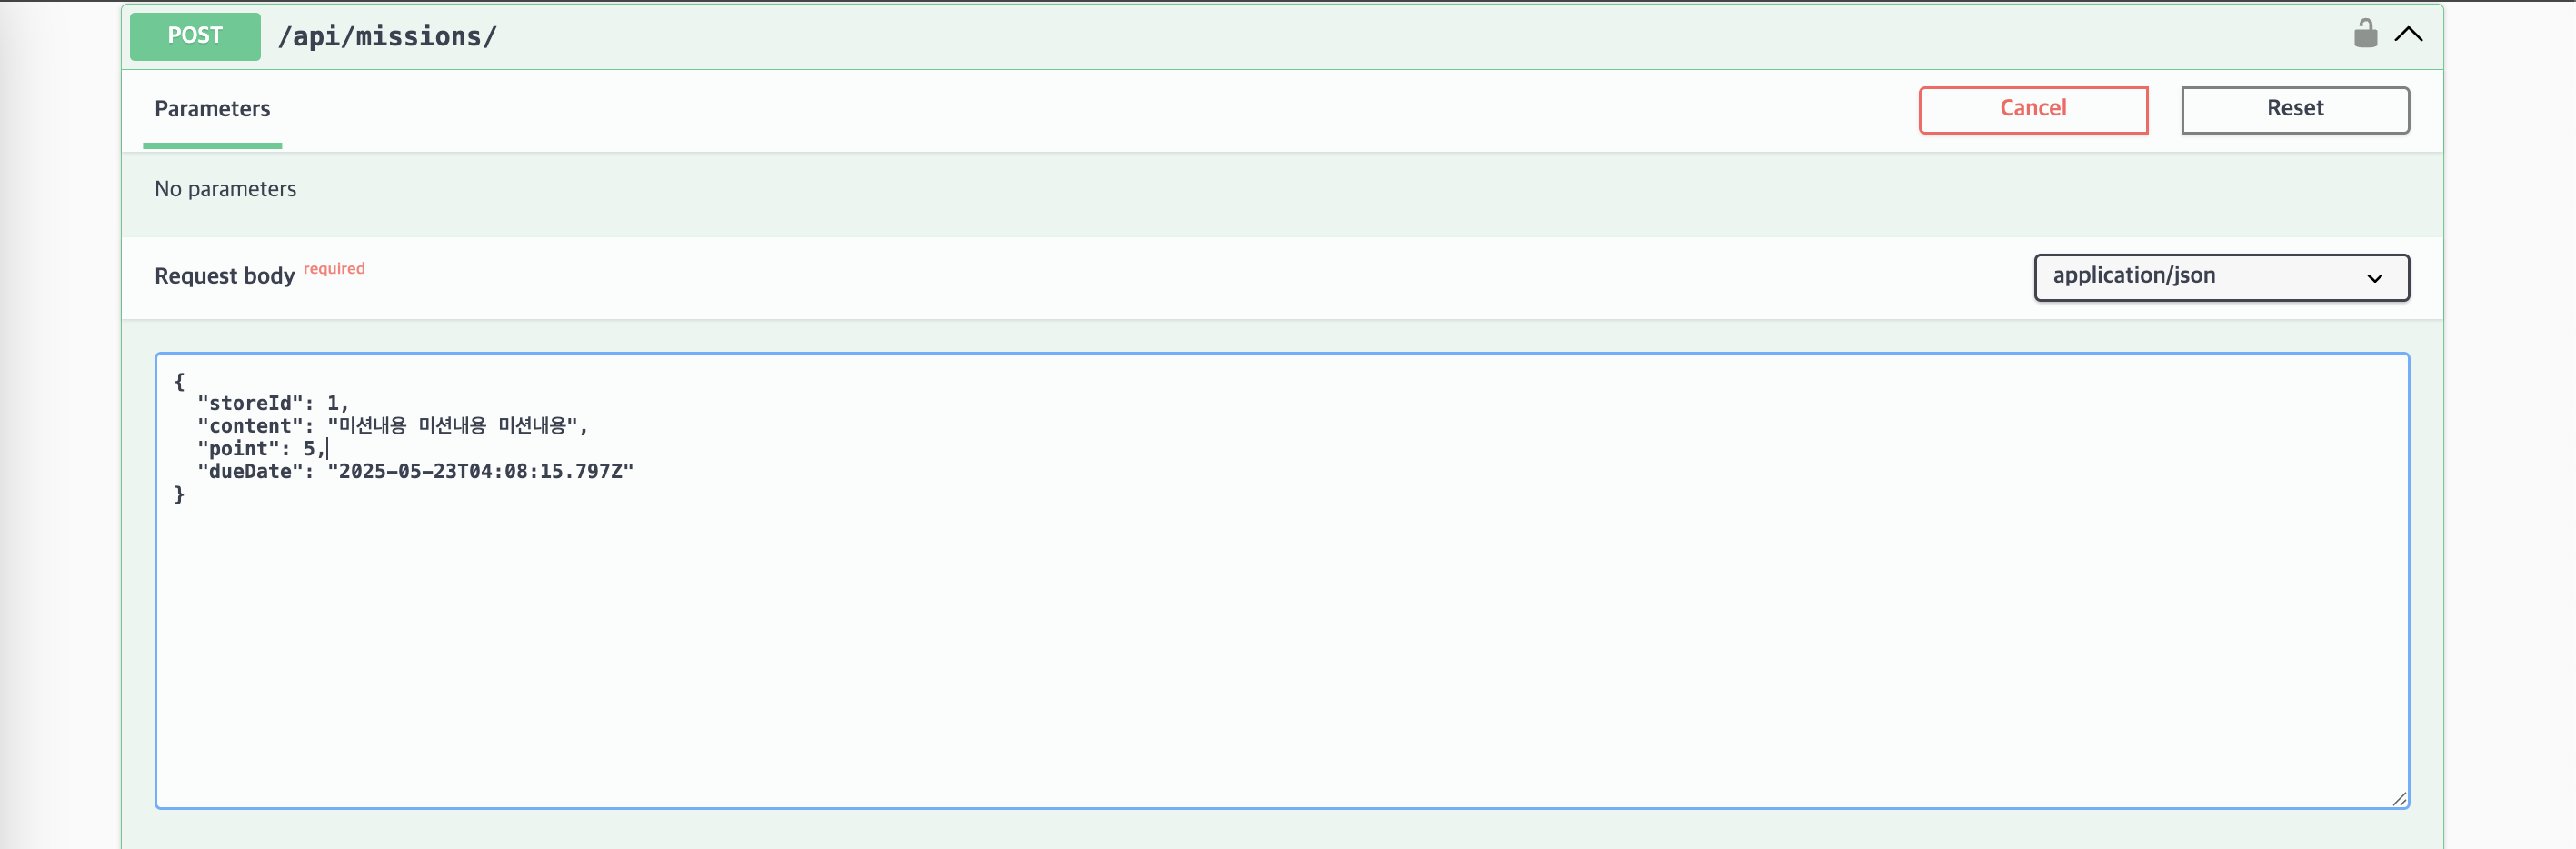 POST /api/missions/
Parameters
Cancel
Reset
No parameters
Request body required
application/json
{
  "storeId": 1,
  "content": "미션내용 미션내용 미션내용",
  "point": 5,
  "dueDate": "2025-05-23T04:08:15.797Z"
}